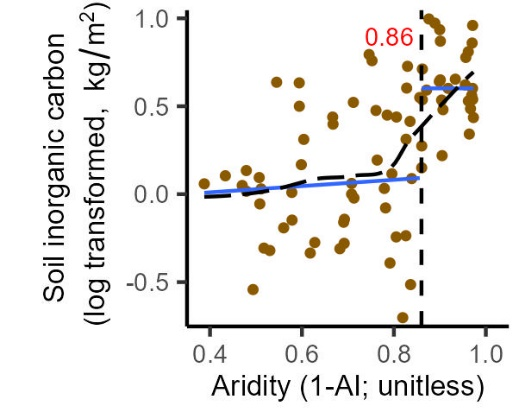 Soil inorganic carbon
(log transformed, kg/m²)
1.0
0.5
0.0
-0.5
0.86
0.4 0.6 0.8 1.0
Aridity (1-AI; unitless)